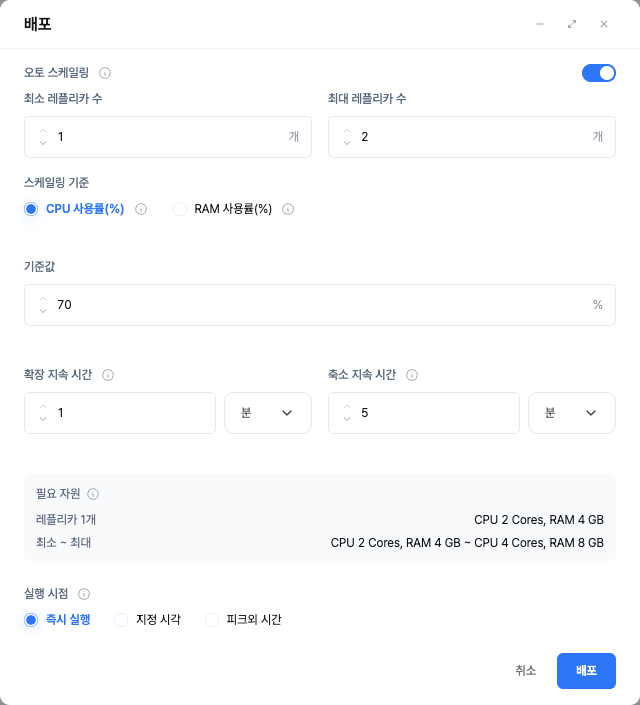 배포
오토 스케일링
최소 레플리카 수
최대 레플리카 수
1 개
2 개
스케일링 기준
CPU 사용률(%)
RAM 사용률(%)
기준값
70 %
확장 지속 시간
축소 지속 시간
1 분
5 분
필요 자원
레플리카 1개 CPU 2 Cores, RAM 4 GB
최소 ~ 최대 CPU 2 Cores, RAM 4 GB ~ CPU 4 Cores, RAM 8 GB
실행 시점
즉시 실행 지정 시각 피크외 시간
취소 배포